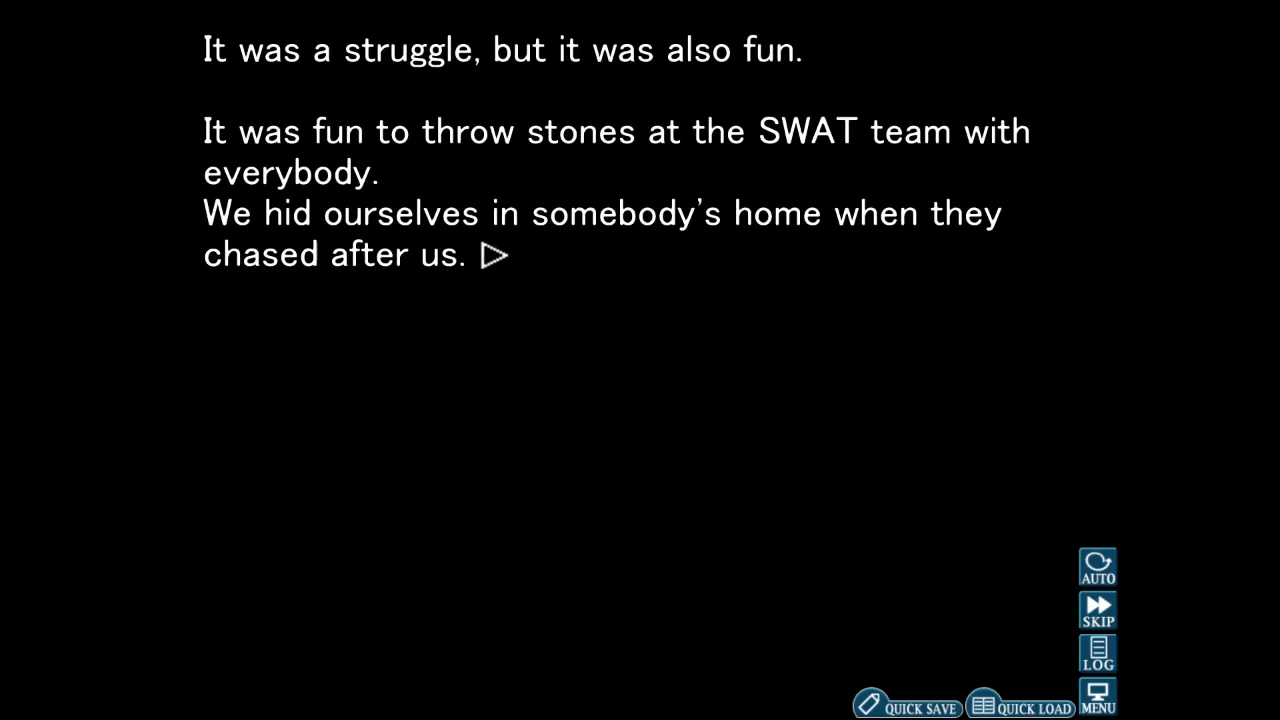 It was a struggle, but it was also fun.
It was fun to throw stones at the SWAT team with
everybody.
We hid ourselves in somebody's home when they
chased after us.
AUTO
SKIP
LOG
MENU
QUICK SAVE
QUICK LOAD